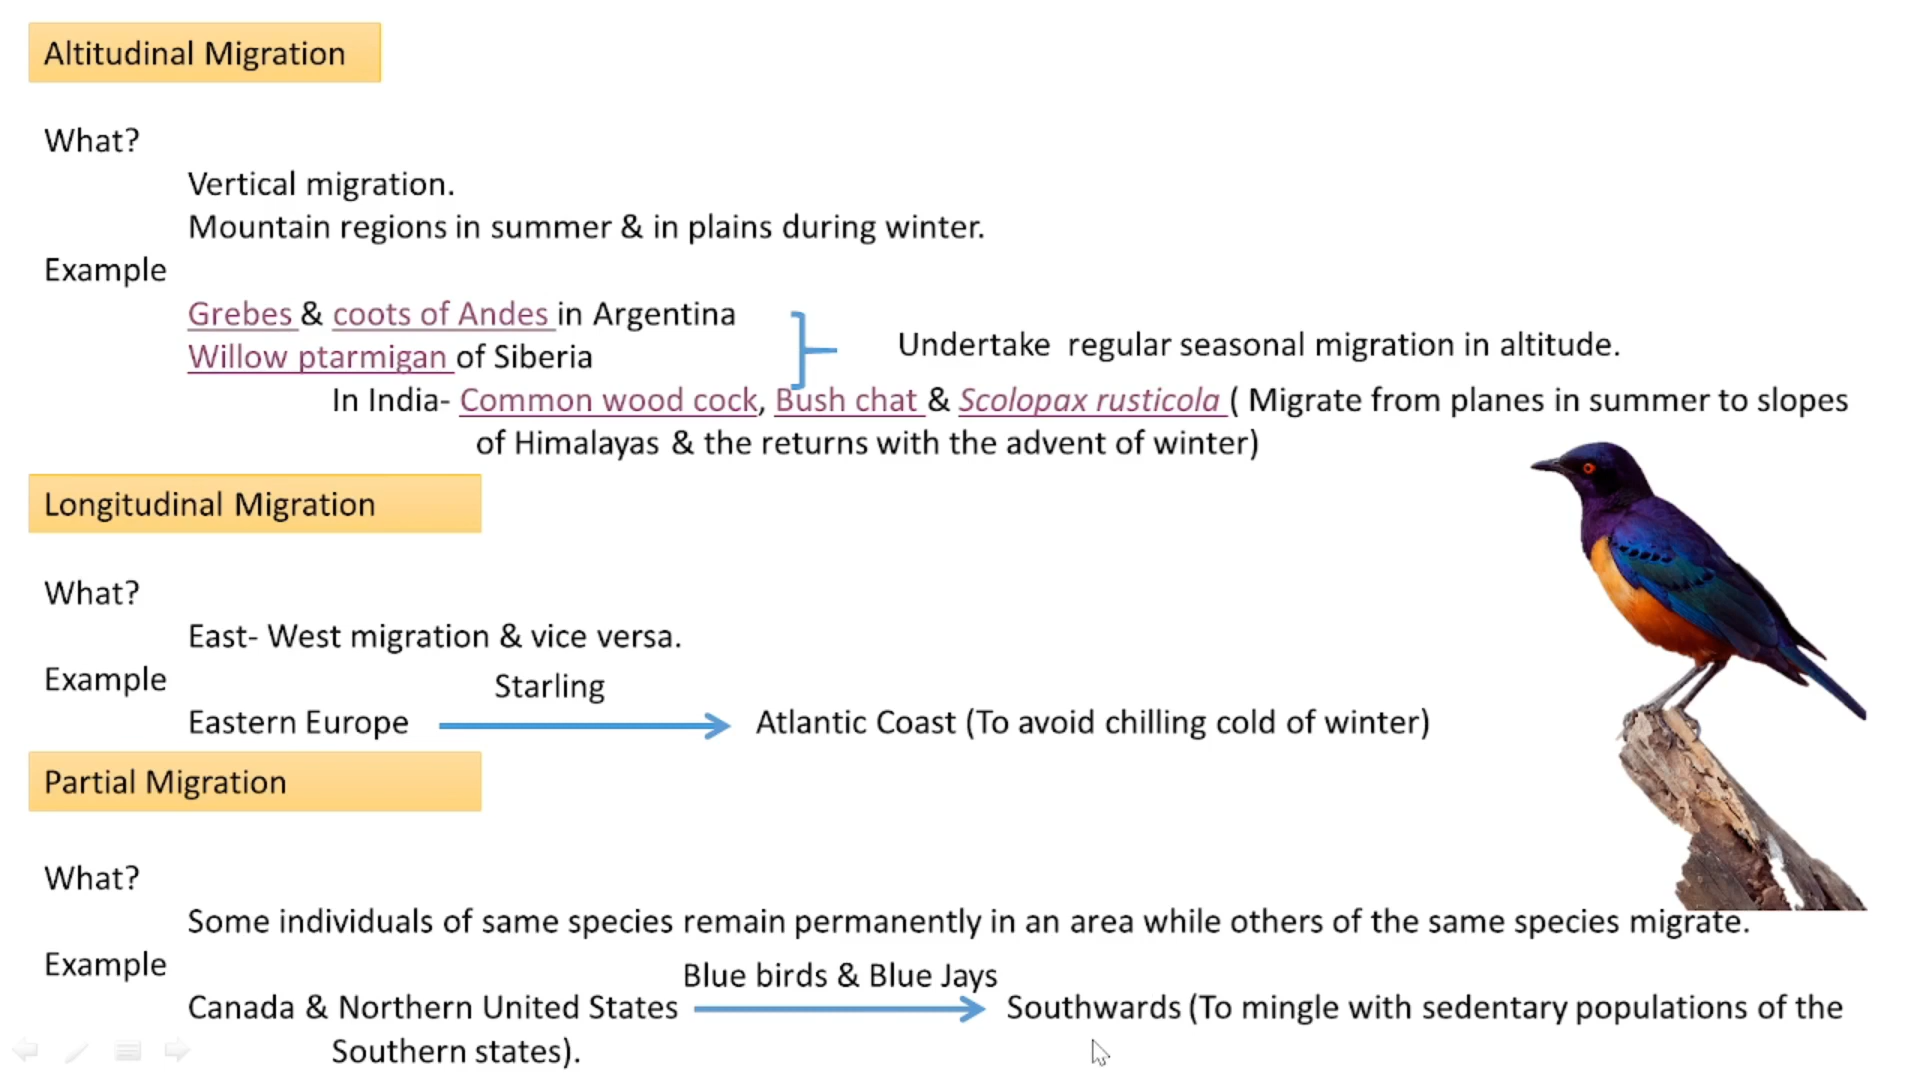 Altitudinal Migration
What?
Vertical migration.
Mountain regions in summer & in plains during winter.
Example
Grebes & coots of Andes in Argentina
Willow ptarmigan of Siberia
Undertake regular seasonal migration in altitude.
In India- Common wood cock, Bush chat & Scolopax rusticola ( Migrate from planes in summer to slopes
of Himalayas & the returns with the advent of winter)
Longitudinal Migration
What?
East- West migration & vice versa.
Example
Starling
Eastern Europe
Atlantic Coast (To avoid chilling cold of winter)
Partial Migration
What?
Some individuals of same species remain permanently in an area while others of the same species migrate.
Example
Blue birds & Blue Jays
Canada & Northern United States
Southwards (To mingle with sedentary populations of the
Southern states).